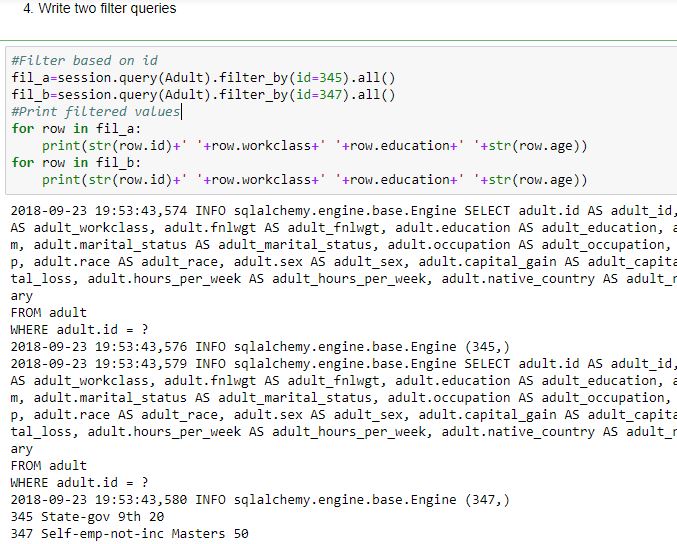 4. Write two filter queries
#Filter based on id
fil_a=session.query(Adult).filter_by(id=345).all()
fil_b=session.query(Adult).filter_by(id=347).all()
#Print filtered values
for row in fil_a:
    print(str(row.id)+' '+row.workclass+' '+row.education+' '+str(row.age))
for row in fil_b:
    print(str(row.id)+' '+row.workclass+' '+row.education+' '+str(row.age))
2018-09-23 19:53:43,574 INFO sqlalchemy.engine.base.Engine SELECT adult.id AS adult_id,
AS adult_workclass, adult.fnlwgt AS adult_fnlwgt, adult.education AS adult_education, a
m, adult.marital_status AS adult_marital_status, adult.occupation AS adult_occupation,
p, adult.race AS adult_race, adult.sex AS adult_sex, adult.capital_gain AS adult_capita
tal_loss, adult.hours_per_week AS adult_hours_per_week, adult.native_country AS adult_n
ary
FROM adult
WHERE adult.id = ?
2018-09-23 19:53:43,576 INFO sqlalchemy.engine.base.Engine (345,)
2018-09-23 19:53:43,579 INFO sqlalchemy.engine.base.Engine SELECT adult.id AS adult_id,
AS adult_workclass, adult.fnlwgt AS adult_fnlwgt, adult.education AS adult_education, a
m, adult.marital_status AS adult_marital_status, adult.occupation AS adult_occupation,
p, adult.race AS adult_race, adult.sex AS adult_sex, adult.capital_gain AS adult_capita
tal_loss, adult.hours_per_week AS adult_hours_per_week, adult.native_country AS adult_n
ary
FROM adult
WHERE adult.id = ?
2018-09-23 19:53:43,580 INFO sqlalchemy.engine.base.Engine (347,)
345 State-gov 9th 20
347 Self-emp-not-inc Masters 50